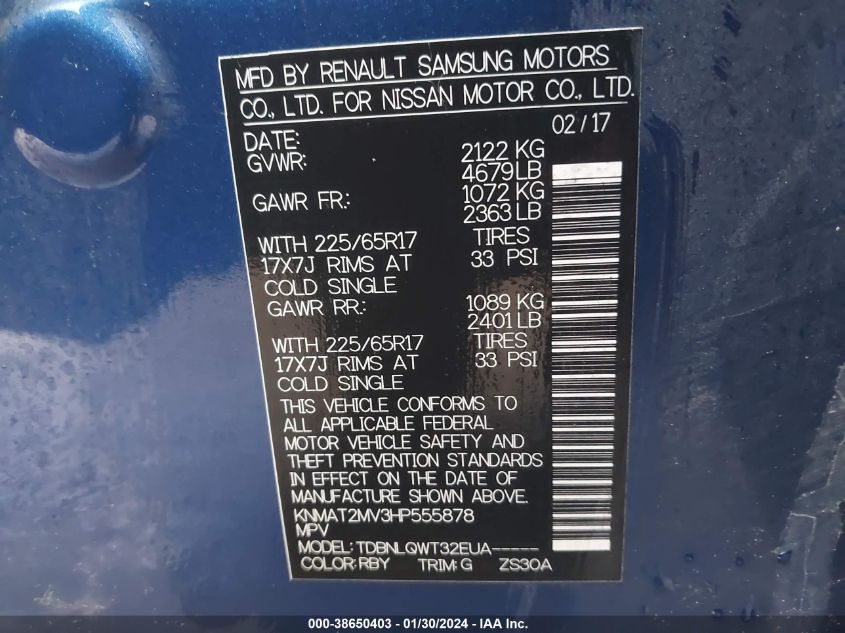 MFD BY RENAULT SAMSUNG MOTORS
CO., LTD. FOR NISSAN MOTOR CO., LTD.
DATE: 02/17
GVWR: 2122 KG
4679 LB
GAWR FR.: 1072 KG
2363 LB
WITH 225/65R17 TIRES
17X7J RIMS AT 33 PSI
COLD SINGLE
GAWR RR.: 1089 KG
2401 LB
WITH 225/65R17 TIRES
17X7J RIMS AT 33 PSI
COLD SINGLE
THIS VEHICLE CONFORMS TO
ALL APPLICABLE FEDERAL
MOTOR VEHICLE SAFETY AND
THEFT PREVENTION STANDARDS
IN EFFECT ON THE DATE OF
MANUFACTURE SHOWN ABOVE.
KNMAT2MV3HP555878
MPV
MODEL: TDBNLQWT32EUA-----
COLOR: RBY TRIM: G ZS30A
000-38650403 - 01/30/2024 - IAA Inc.